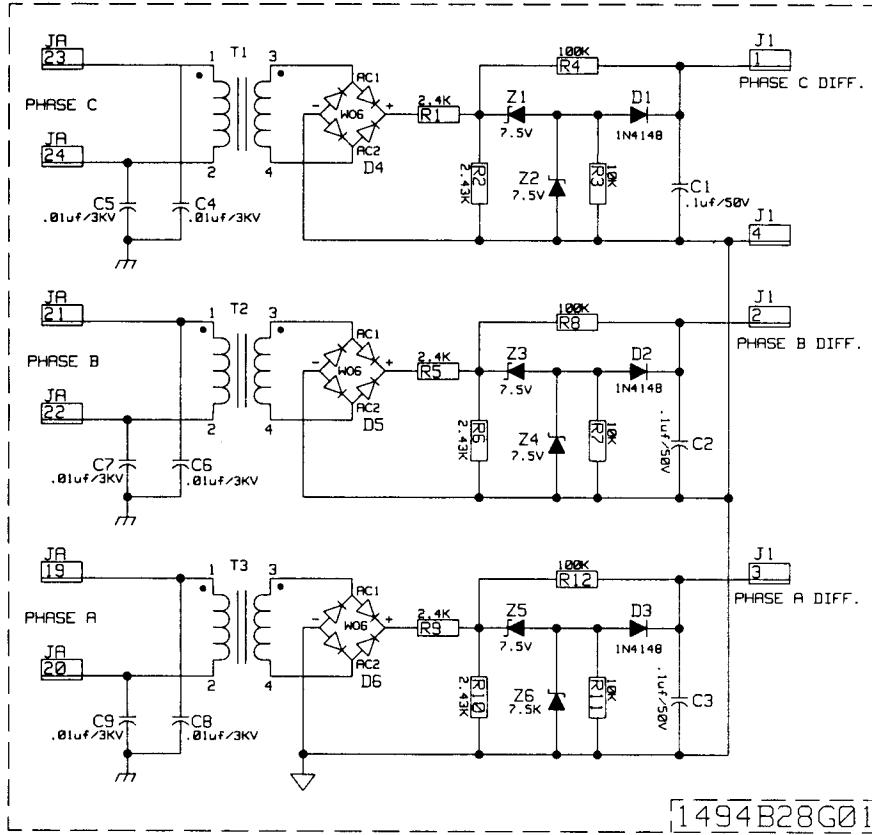 JA
23
T1
1
3
AC1
100K
R4
J1
1
PHASE C DIFF.
PHASE C
-
W06
+
2.4K
R1
Z1
7.5V
D1
1N4148
JA
24
2
4
AC2
D4
2.43K
R2
Z2
7.5V
R3
10K
C1
.1uf/50V
C5
.01uf/3KV
C4
.01uf/3KV
J1
4
JA
21
T2
1
3
AC1
100K
R8
J1
2
PHASE B DIFF.
PHASE B
-
W06
+
2.4K
R5
Z3
7.5V
D2
1N4148
JA
22
2
4
AC2
D5
2.43K
R6
Z4
7.5V
R7
10K
.1uf/50V
C2
C7
.01uf/3KV
C6
.01uf/3KV
JA
19
T3
1
3
AC1
100K
R12
J1
3
PHASE A DIFF.
PHASE A
-
W06
+
2.4K
R9
Z5
7.5V
D3
1N4148
JA
20
2
4
AC2
D6
2.43K
R10
Z6
7.5K
R11
10K
.1uf/50V
C3
C9
.01uf/3KV
C8
.01uf/3KV
1494B28G01